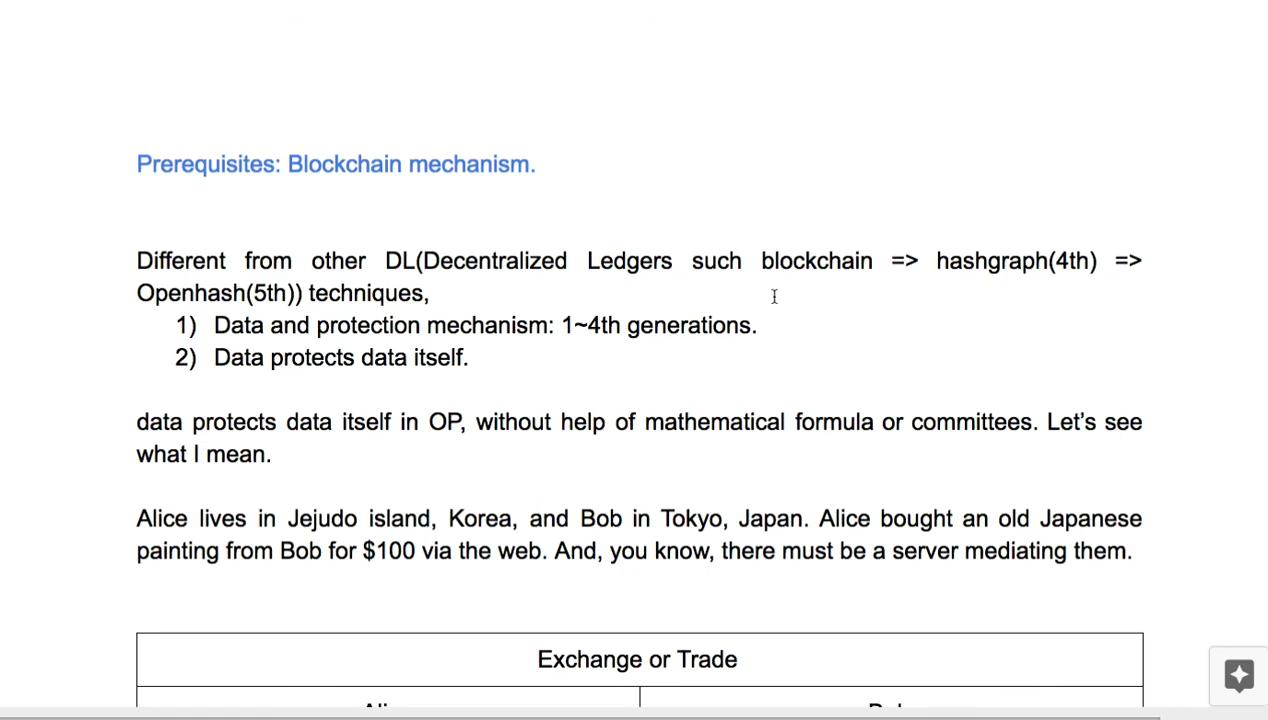 Prerequisites: Blockchain mechanism.
Different from other DL(Decentralized Ledgers such blockchain => hashgraph(4th) =>
Openhash(5th)) techniques,
1) Data and protection mechanism: 1~4th generations.
2) Data protects data itself.
data protects data itself in OP, without help of mathematical formula or committees. Let's see
what I mean.
Alice lives in Jejudo island, Korea, and Bob in Tokyo, Japan. Alice bought an old Japanese
painting from Bob for $100 via the web. And, you know, there must be a server mediating them.
Exchange or Trade